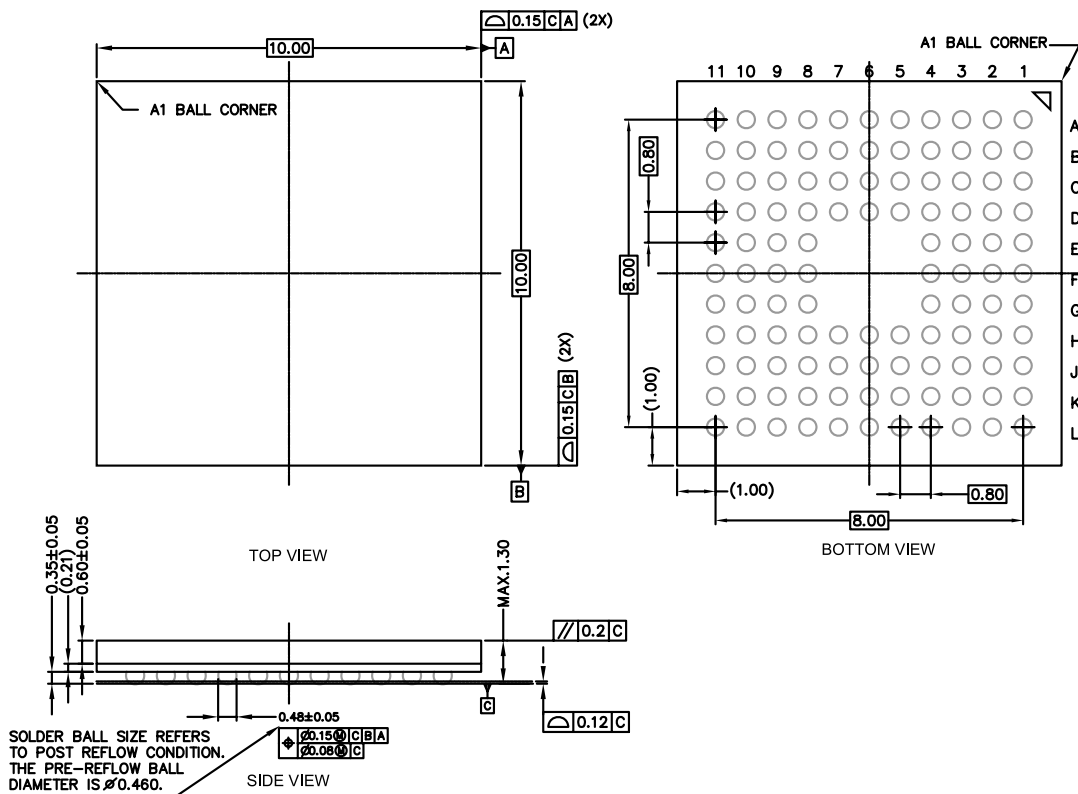 ⌓ 0.15 C A (2X)
10.00
A
A1 BALL CORNER
10.00
⌓ 0.15 C B (2X)
B
TOP VIEW
A1 BALL CORNER
11 10 9 8 7 6 5 4 3 2 1
A
B
C
D
E
F
G
H
J
K
L
0.80
8.00
(1.00)
(1.00)
0.80
8.00
BOTTOM VIEW
0.35±0.05
(0.21)
0.60±0.05
MAX.1.30
// 0.2 C
C
⌓ 0.12 C
0.48±0.05
⌖ Ø0.15 Ⓜ C B A
Ø0.08 Ⓜ C
SOLDER BALL SIZE REFERS
TO POST REFLOW CONDITION.
THE PRE-REFLOW BALL
DIAMETER IS Ø0.460.
SIDE VIEW